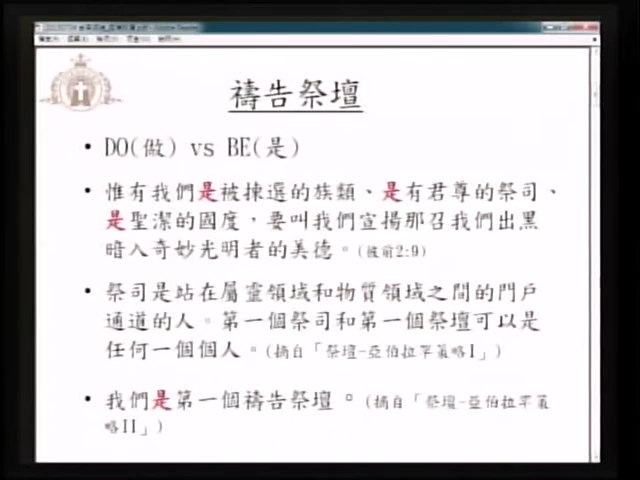 禱告祭壇
• DO(做) vs BE(是)
• 惟有我們是被揀選的族類、是有君尊的祭司、
是聖潔的國度，要叫我們宣揚那召我們出黑
暗入奇妙光明者的美德。(彼前2:9)
• 祭司是站在屬靈領域和物質領域之間的門戶
通道的人。第一個祭司和第一個祭壇可以是
任何一個個人。(摘自「祭壇-亞伯拉罕策略I」)
• 我們是第一個禱告祭壇。(摘自「祭壇-亞伯拉罕策
略II」)